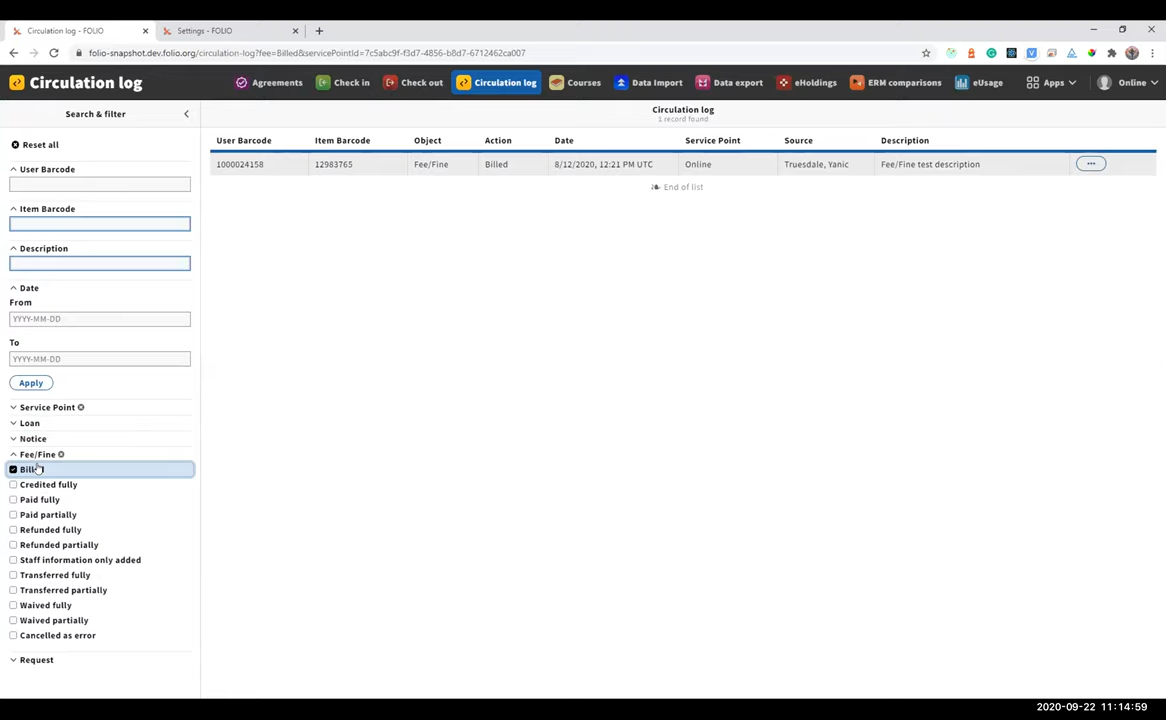 Circulation log - FOLIO
Settings - FOLIO
folio-snapshot.dev.folio.org/circulation-log?fee=Billed&servicePointId=7c5abc9f-f3d7-4856-b8d7-6712462ca007
Circulation log
Agreements
Check in
Check out
Circulation log
Courses
Data Import
Data export
eHoldings
ERM comparisons
eUsage
Apps
Online
Search & filter
Circulation log
1 record found
Reset all
User Barcode
Item Barcode
Description
Date
From
YYYY-MM-DD
To
YYYY-MM-DD
Apply
Service Point
Loan
Notice
Fee/Fine
Credited fully
Paid fully
Paid partially
Refunded fully
Refunded partially
Staff information only added
Transferred fully
Transferred partially
Waived fully
Waived partially
Cancelled as error
Request
User Barcode Item Barcode Object Action Date Service Point Source Description
1000024158 12983765 Fee/Fine Billed 8/12/2020, 12:21 PM UTC Online Truesdale, Yanic Fee/Fine test description
End of list
2020-09-22 11:14:59